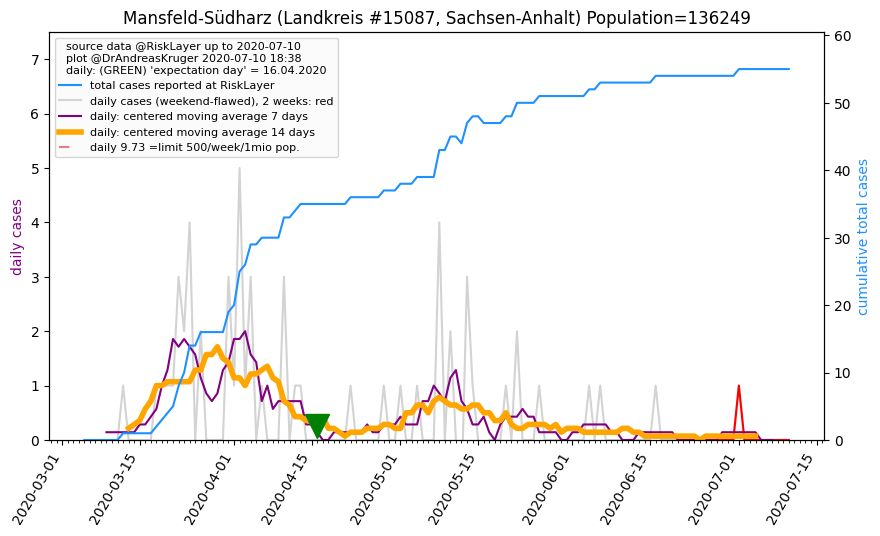 Mansfeld-Südharz (Landkreis #15087, Sachsen-Anhalt) Population=136249
source data @RiskLayer up to 2020-07-10
plot @DrAndreasKruger 2020-07-10 18:38
daily: (GREEN) 'expectation day' = 16.04.2020
total cases reported at RiskLayer
daily cases (weekend-flawed), 2 weeks: red
daily: centered moving average 7 days
daily: centered moving average 14 days
daily 9.73 =limit 500/week/1mio pop.
daily cases
7
6
5
4
3
2
1
0
cumulative total cases
60
50
40
30
20
10
0
2020-03-01
2020-03-15
2020-04-01
2020-04-15
2020-05-01
2020-05-15
2020-06-01
2020-06-15
2020-07-01
2020-07-15